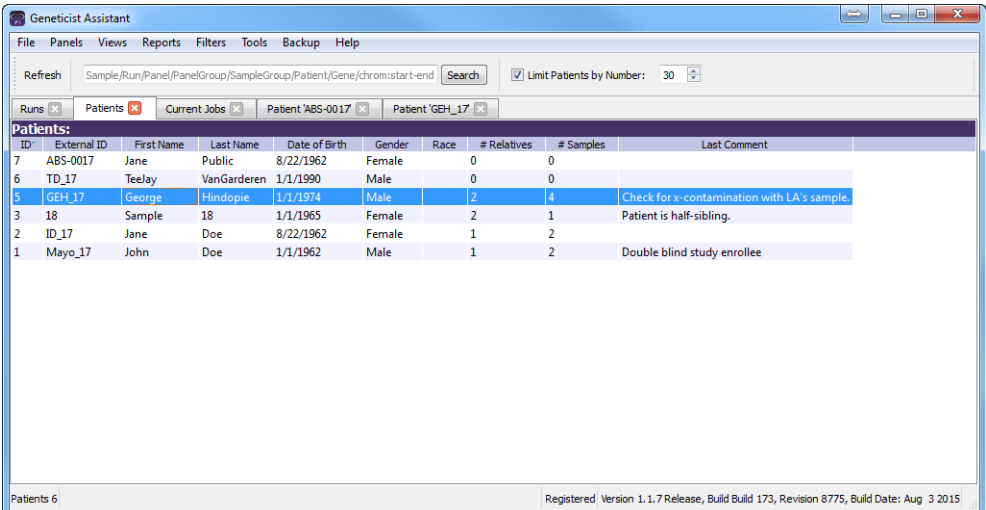 Geneticist Assistant
File Panels Views Reports Filters Tools Backup Help
Refresh Sample/Run/Panel/PanelGroup/SampleGroup/Patient/Gene/chrom:start-end Search Limit Patients by Number: 30
Runs Patients Current Jobs Patient 'ABS-0017' Patient 'GEH_17'
Patients:
ID External ID First Name Last Name Date of Birth Gender Race # Relatives # Samples Last Comment
7 ABS-0017 Jane Public 8/22/1962 Female 0 0
6 TD_17 TeeJay VanGarderen 1/1/1990 Male 0 0
5 GEH_17 George Hindopie 1/1/1974 Male 2 4 Check for x-contamination with LA's sample.
3 18 Sample 18 1/1/1965 Female 2 1 Patient is half-sibling.
2 ID_17 Jane Doe 8/22/1962 Female 1 2
1 Mayo_17 John Doe 1/1/1962 Male 1 2 Double blind study enrollee
Patients 6 Registered Version 1.1.7 Release, Build Build 173, Revision 8775, Build Date: Aug 3 2015